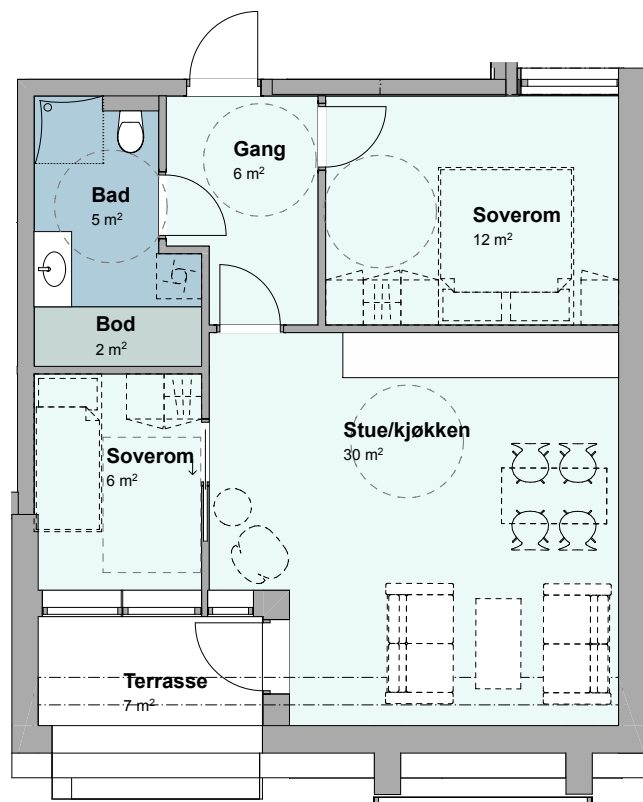 Gang
6 m²
Bad
5 m²
Soverom
12 m²
Bod
2 m²
Stue/kjøkken
30 m²
Soverom
6 m²
Terrasse
7 m²